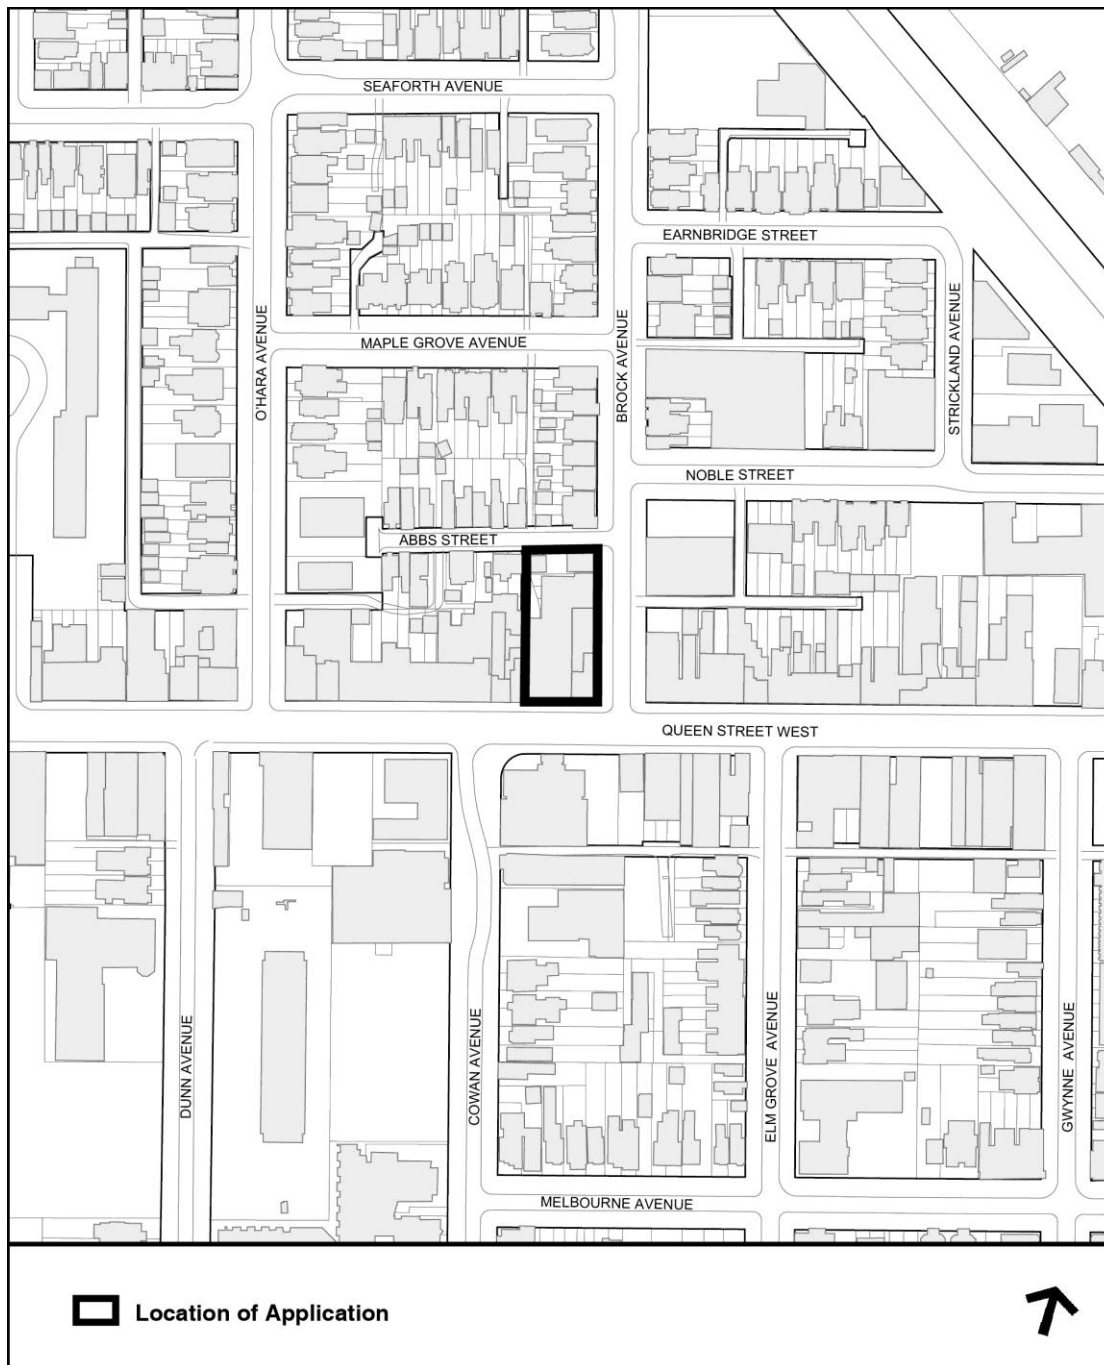 SEAFORTH AVENUE
EARNBRIDGE STREET
O'HARA AVENUE
MAPLE GROVE AVENUE
BROCK AVENUE
STRICKLAND AVENUE
NOBLE STREET
ABBS STREET
QUEEN STREET WEST
DUNN AVENUE
COWAN AVENUE
ELM GROVE AVENUE
GWYNNE AVENUE
MELBOURNE AVENUE
Location of Application